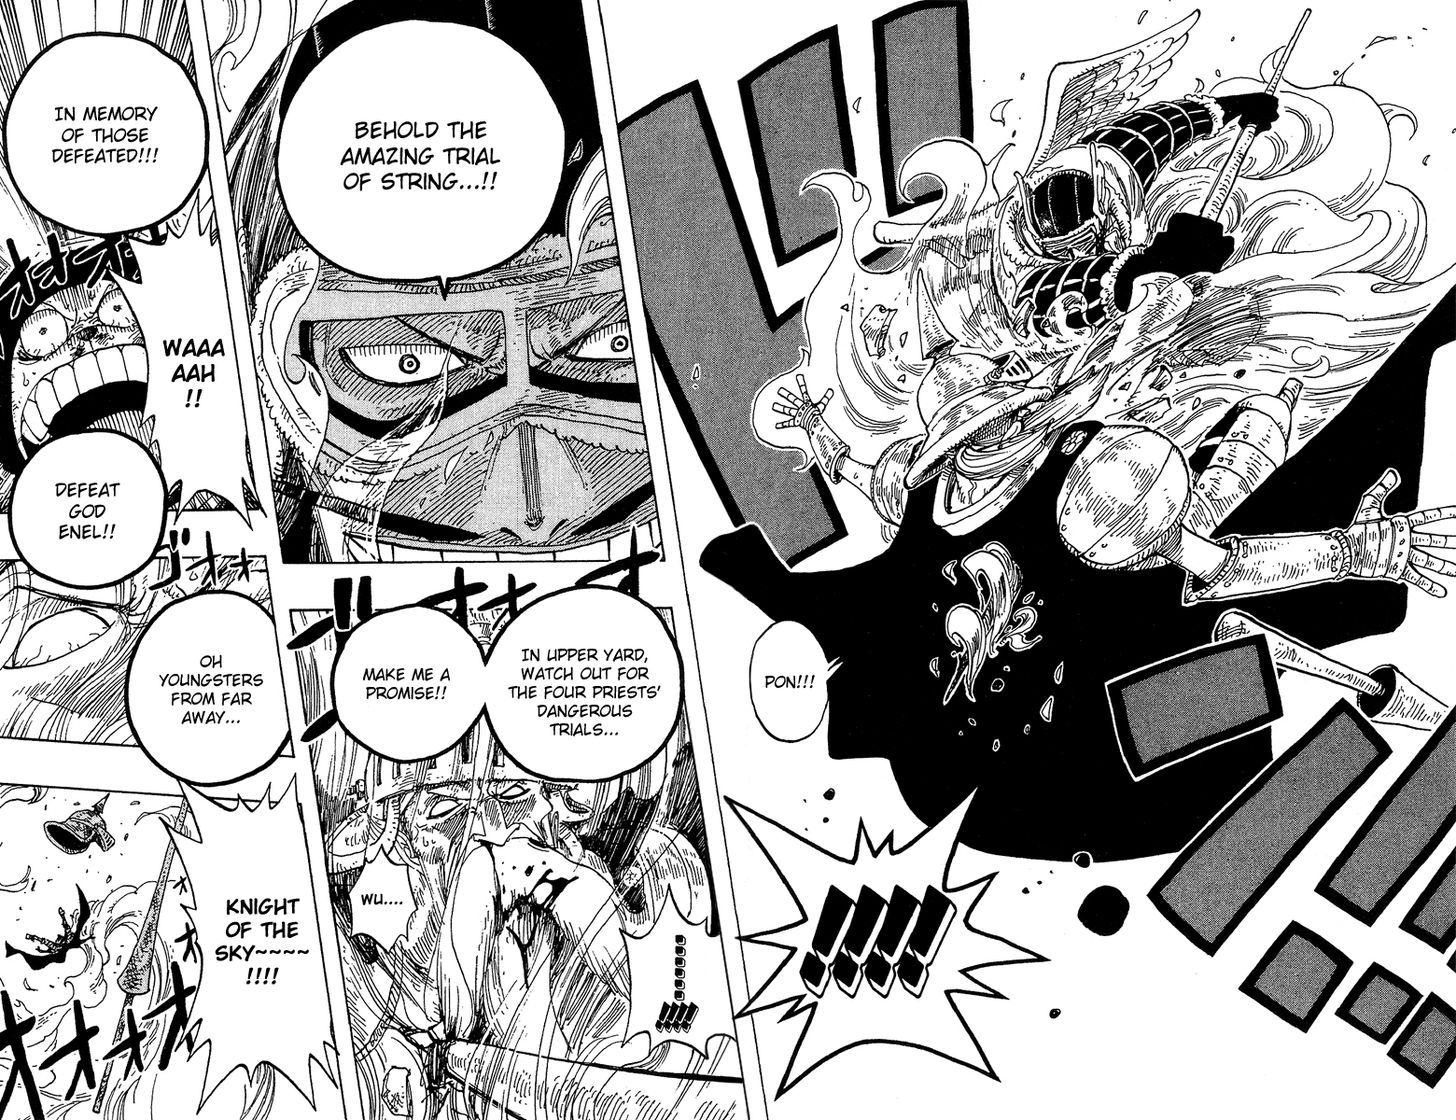 PON!!!
!!!!
BEHOLD THE
AMAZING TRIAL
OF STRING...!!
IN UPPER YARD,
WATCH OUT FOR
THE FOUR PRIESTS'
DANGEROUS
TRIALS...
MAKE ME A
PROMISE!!
WU....
IN MEMORY
OF THOSE
DEFEATED!!!
WAAA
AAH
!!
DEFEAT
GOD
ENEL!!
OH
YOUNGSTERS
FROM FAR
AWAY...
KNIGHT
OF THE
SKY~~~~
!!!!